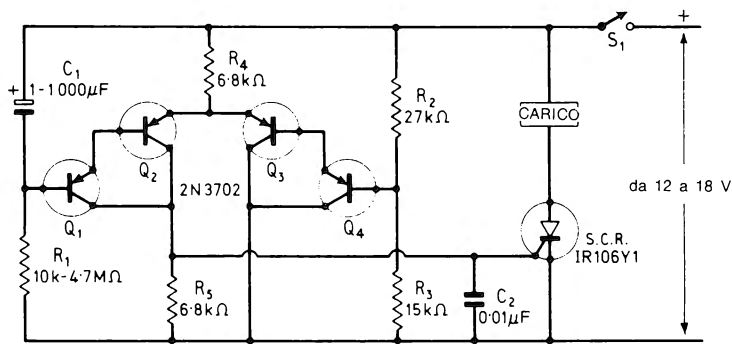 +
S1
C1
1-1000μF
+
R4
6·8kΩ
R2
27kΩ
CARICO
Q2
Q3
2N3702
da 12 a 18 V
Q1
Q4
S.C.R.
IR106Y1
R1
10k-4·7MΩ
R5
6·8kΩ
R3
15kΩ
C2
0·01μF
-